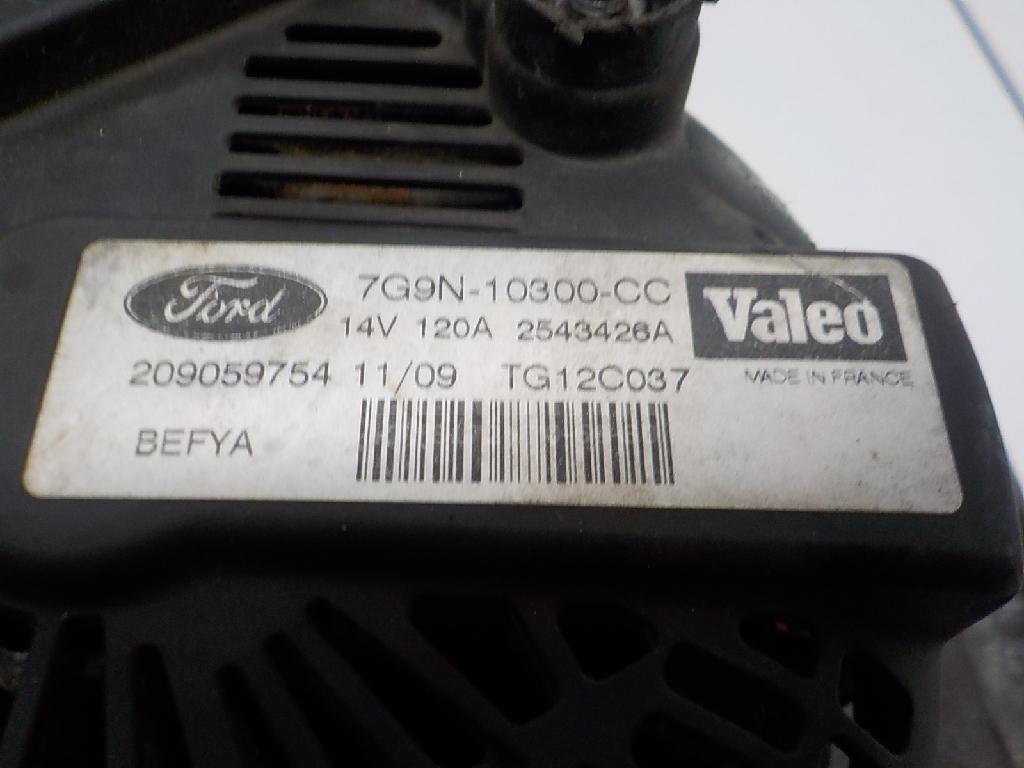 Ford 7G9N-10300-CC Valeo
14V 120A 2543426A
209059754 11/09 TG12C037 MADE IN FRANCE
BEFYA